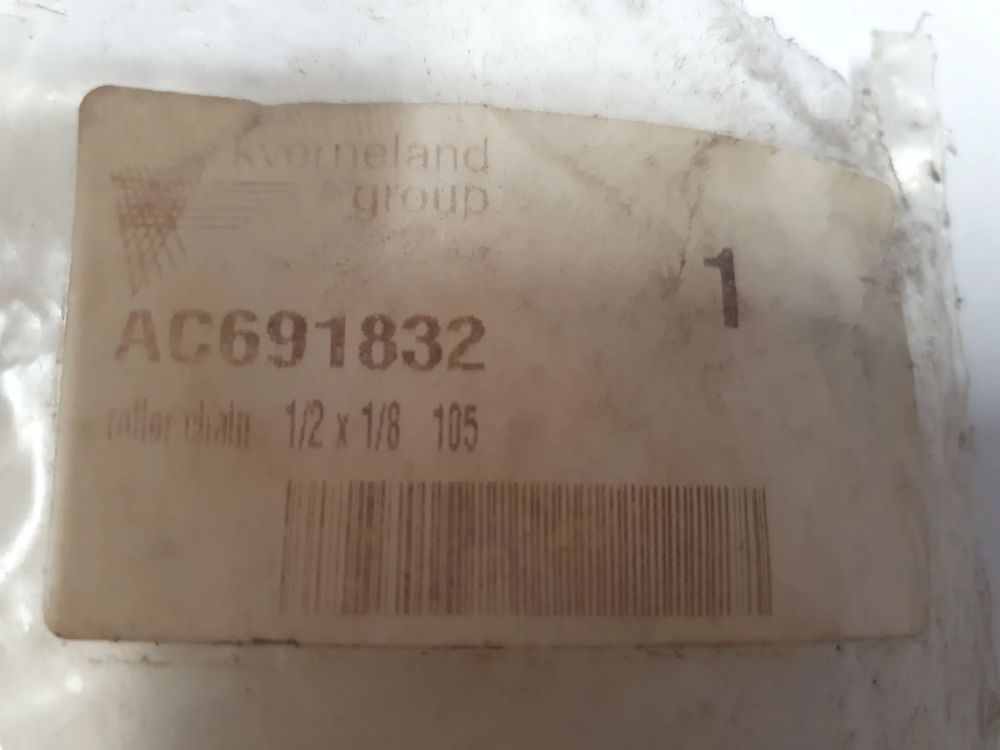 kverneland
group
1
AC691832
roller chain 1/2 x 1/8 105